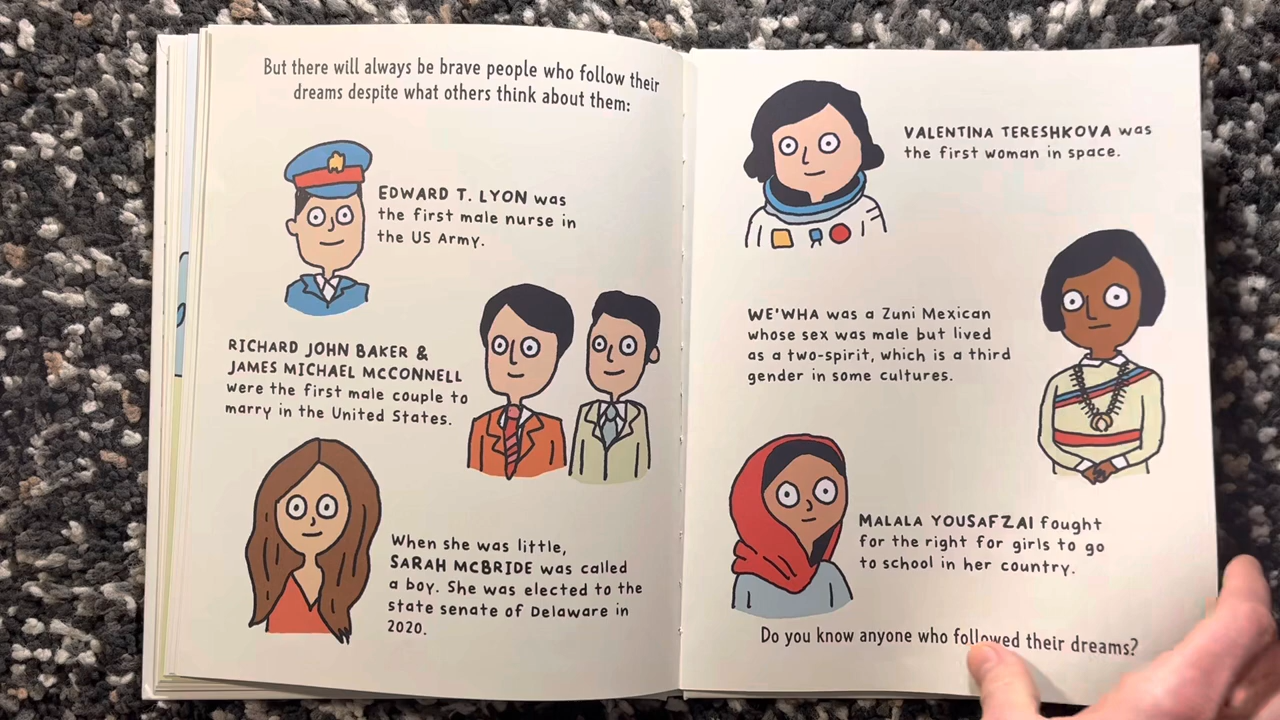 But there will always be brave people who follow their
dreams despite what others think about them:
EDWARD T. LYON was
the first male nurse in
the US Army.
RICHARD JOHN BAKER &
JAMES MICHAEL MCCONNELL
were the first male couple to
marry in the United States.
When she was little,
SARAH MCBRIDE was called
a boy. She was elected to the
state senate of Delaware in
2020.
VALENTINA TERESHKOVA was
the first woman in space.
WE'WHA was a Zuni Mexican
whose sex was male but lived
as a two-spirit, which is a third
gender in some cultures.
MALALA YOUSAFZAI fought
for the right for girls to go
to school in her country.
Do you know anyone who followed their dreams?